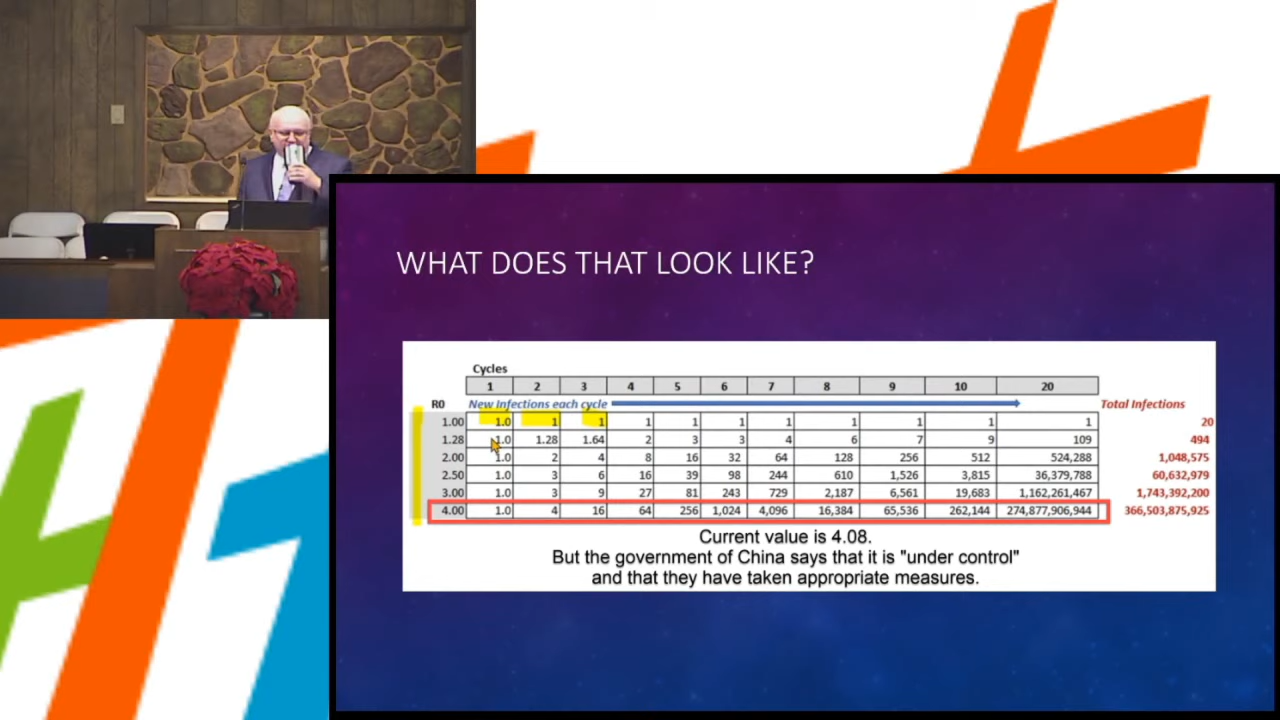 WHAT DOES THAT LOOK LIKE?
Cycles
1 2 3 4 5 6 7 8 9 10 20
R0 New Infections each cycle Total Infections
1.00 1.0 1 1 1 1 1 1 1 1 1 1 20
1.28 1.0 1.28 1.64 2 3 3 4 6 7 9 109 494
2.00 1.0 2 4 8 16 32 64 128 256 512 524,288 1,048,575
2.50 1.0 3 6 16 39 98 244 610 1,526 3,815 36,379,788 60,632,979
3.00 1.0 3 9 27 81 243 729 2,187 6,561 19,683 1,162,261,467 1,743,392,200
4.00 1.0 4 16 64 256 1,024 4,096 16,384 65,536 262,144 274,877,906,944 366,503,875,925
Current value is 4.08.
But the government of China says that it is "under control"
and that they have taken appropriate measures.